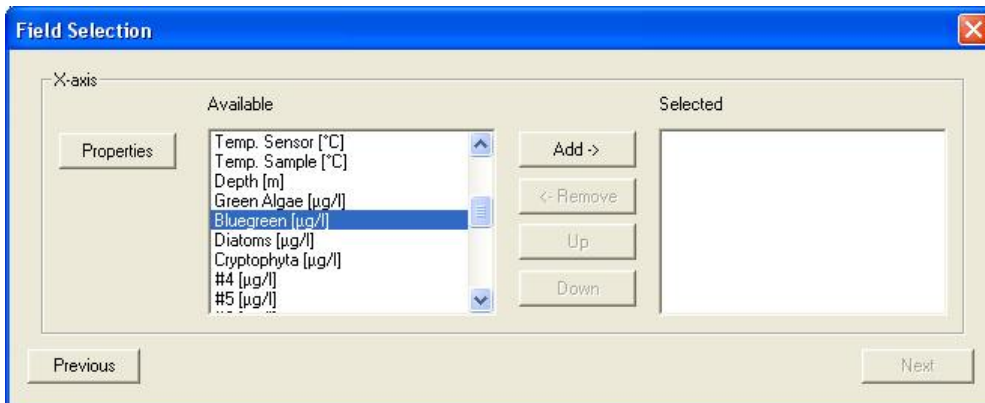 Field Selection
X-axis
Available
Selected
Properties
Temp. Sensor [°C]
Temp. Sample [°C]
Depth [m]
Green Algae [µg/l]
Bluegreen [µg/l]
Diatoms [µg/l]
Cryptophyta [µg/l]
#4 [µg/l]
#5 [µg/l]
Add ->
<- Remove
Up
Down
Previous
Next